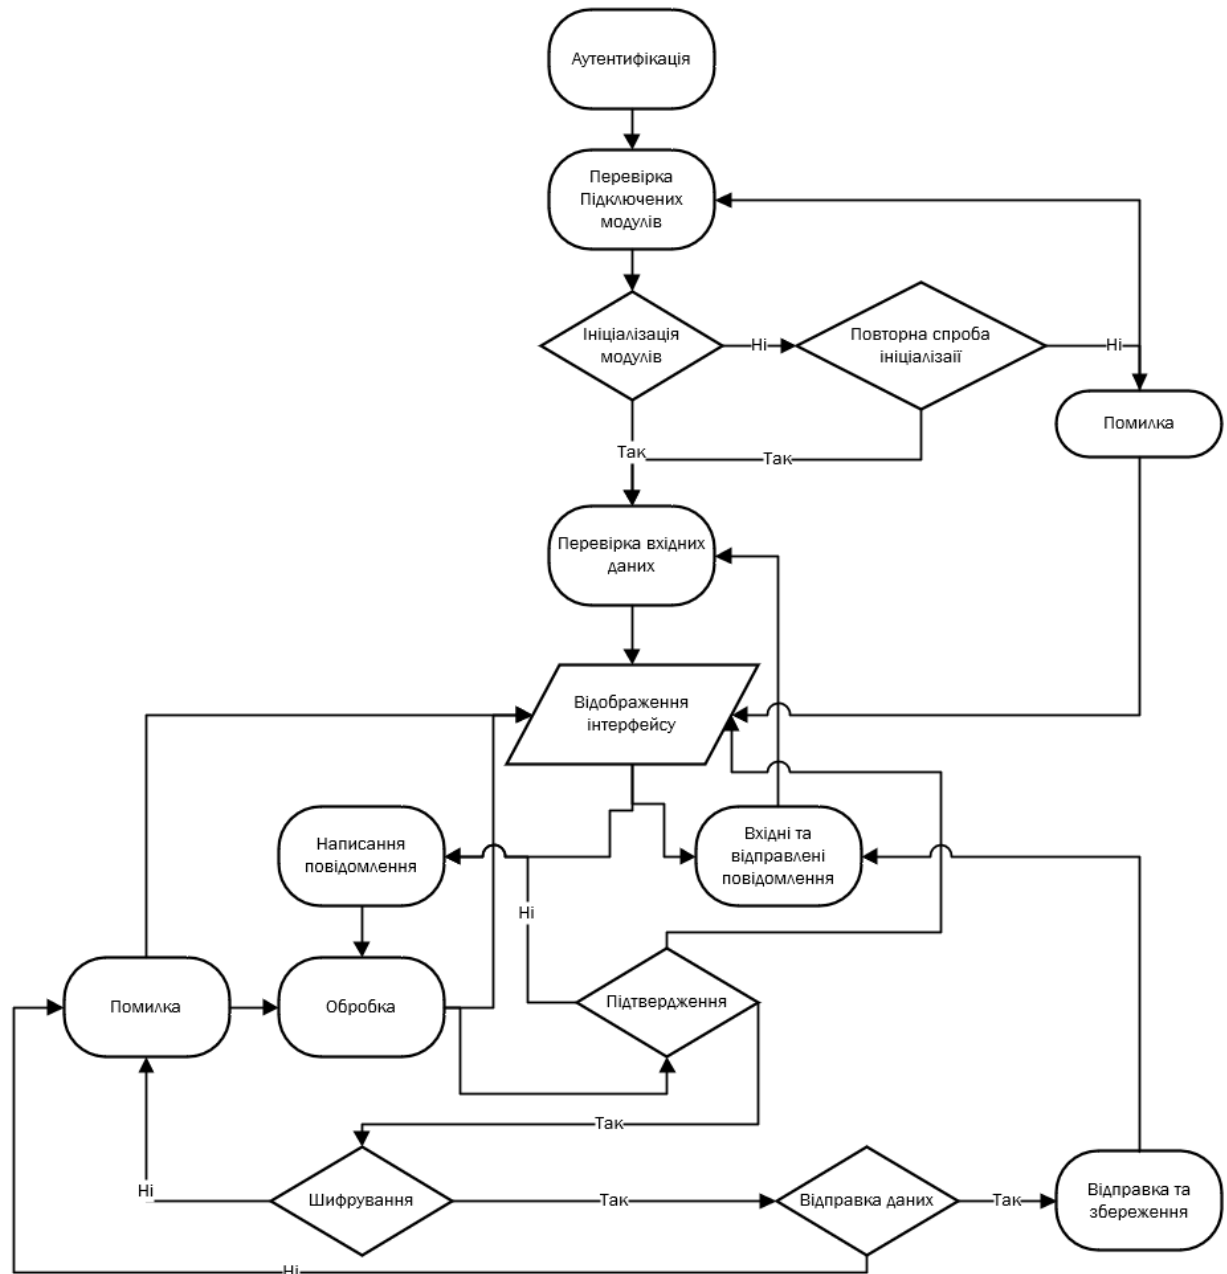 Аутентифікація
Перевірка
Підключених
модулів
Ініціалізація
модулів
Ні
Повторна спроба
ініціалізаії
Ні
Помилка
Так
Так
Перевірка вхідних
даних
Відображення
інтерфейсу
Написання
повідомлення
Вхідні та
відправлені
повідомлення
Ні
Помилка
Обробка
Підтвердження
Так
Ні
Шифрування
Так
Відправка даних
Так
Відправка та
збереження
Ні